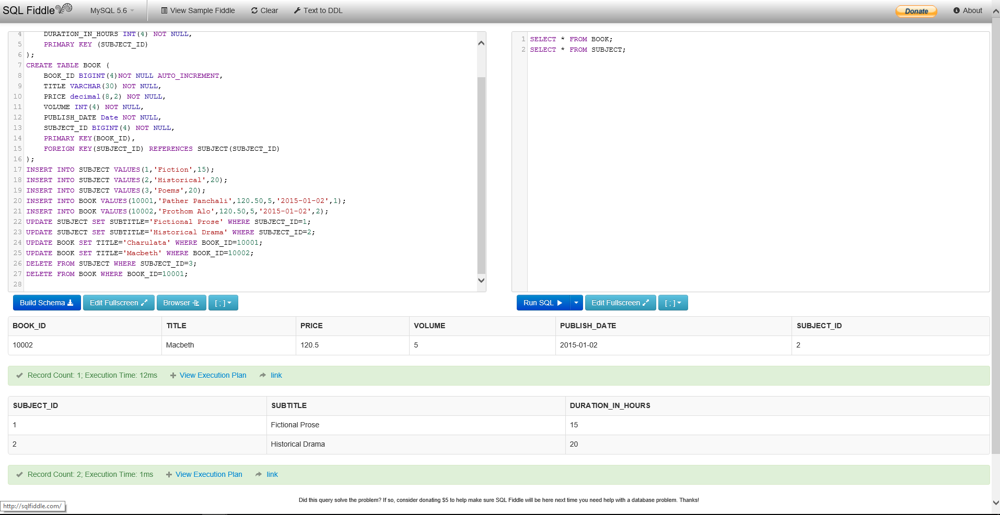 SQL Fiddle MySQL 5.6 View Sample Fiddle Clear Text to DDL Donate About
4 DURATION_IN_HOURS INT(4) NOT NULL,
5 PRIMARY KEY (SUBJECT_ID)
6 );
7 CREATE TABLE BOOK (
8 BOOK_ID BIGINT(4)NOT NULL AUTO_INCREMENT,
9 TITLE VARCHAR(30) NOT NULL,
10 PRICE decimal(8,2) NOT NULL,
11 VOLUME INT(4) NOT NULL,
12 PUBLISH_DATE Date NOT NULL,
13 SUBJECT_ID BIGINT(4) NOT NULL,
14 PRIMARY KEY(BOOK_ID),
15 FOREIGN KEY(SUBJECT_ID) REFERENCES SUBJECT(SUBJECT_ID)
16 );
17 INSERT INTO SUBJECT VALUES(1,'Fiction',15);
18 INSERT INTO SUBJECT VALUES(2,'Historical',20);
19 INSERT INTO SUBJECT VALUES(3,'Poems',20);
20 INSERT INTO BOOK VALUES(10001,'Pather Panchali',120.50,5,'2015-01-02',1);
21 INSERT INTO BOOK VALUES(10002,'Prothom Alo',120.50,5,'2015-01-02',2);
22 UPDATE SUBJECT SET SUBTITLE='Fictional Prose' WHERE SUBJECT_ID=1;
23 UPDATE SUBJECT SET SUBTITLE='Historical Drama' WHERE SUBJECT_ID=2;
24 UPDATE BOOK SET TITLE='Charulata' WHERE BOOK_ID=10001;
25 UPDATE BOOK SET TITLE='Macbeth' WHERE BOOK_ID=10002;
26 DELETE FROM SUBJECT WHERE SUBJECT_ID=3;
27 DELETE FROM BOOK WHERE BOOK_ID=10001;
28
1 SELECT * FROM BOOK;
2 SELECT * FROM SUBJECT;
Build Schema Edit Fullscreen Browser [ ; ]
Run SQL Edit Fullscreen [ ; ]
BOOK_ID TITLE PRICE VOLUME PUBLISH_DATE SUBJECT_ID
10002 Macbeth 120.5 5 2015-01-02 2
Record Count: 1; Execution Time: 12ms View Execution Plan link
SUBJECT_ID SUBTITLE DURATION_IN_HOURS
1 Fictional Prose 15
2 Historical Drama 20
Record Count: 2; Execution Time: 1ms View Execution Plan link
Did this query solve the problem? If so, consider donating $5 to help make sure SQL Fiddle will be here next time you need help with a database problem. Thanks!
http://sqlfiddle.com/